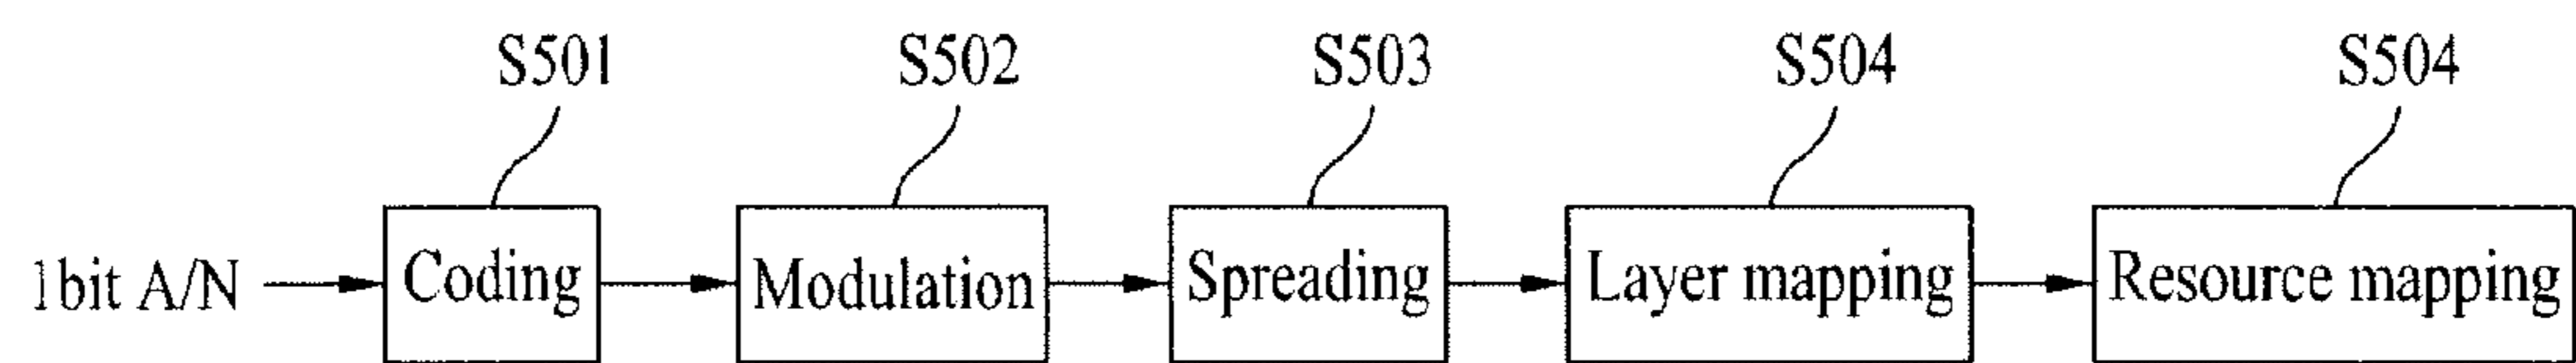 S501 S502 S503 S504 S504
1bit A/N Coding Modulation Spreading Layer mapping Resource mapping